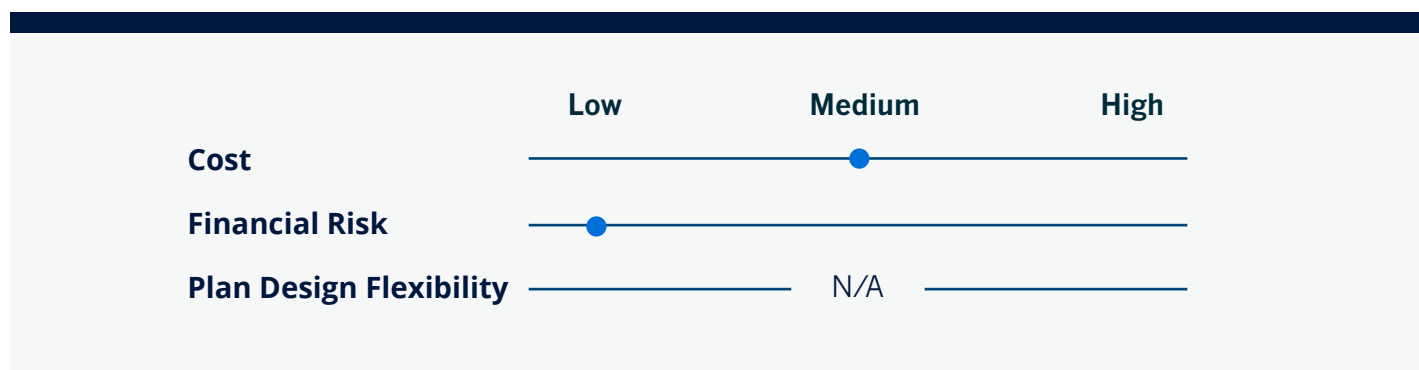 Low Medium High
Cost
Financial Risk
Plan Design Flexibility N/A